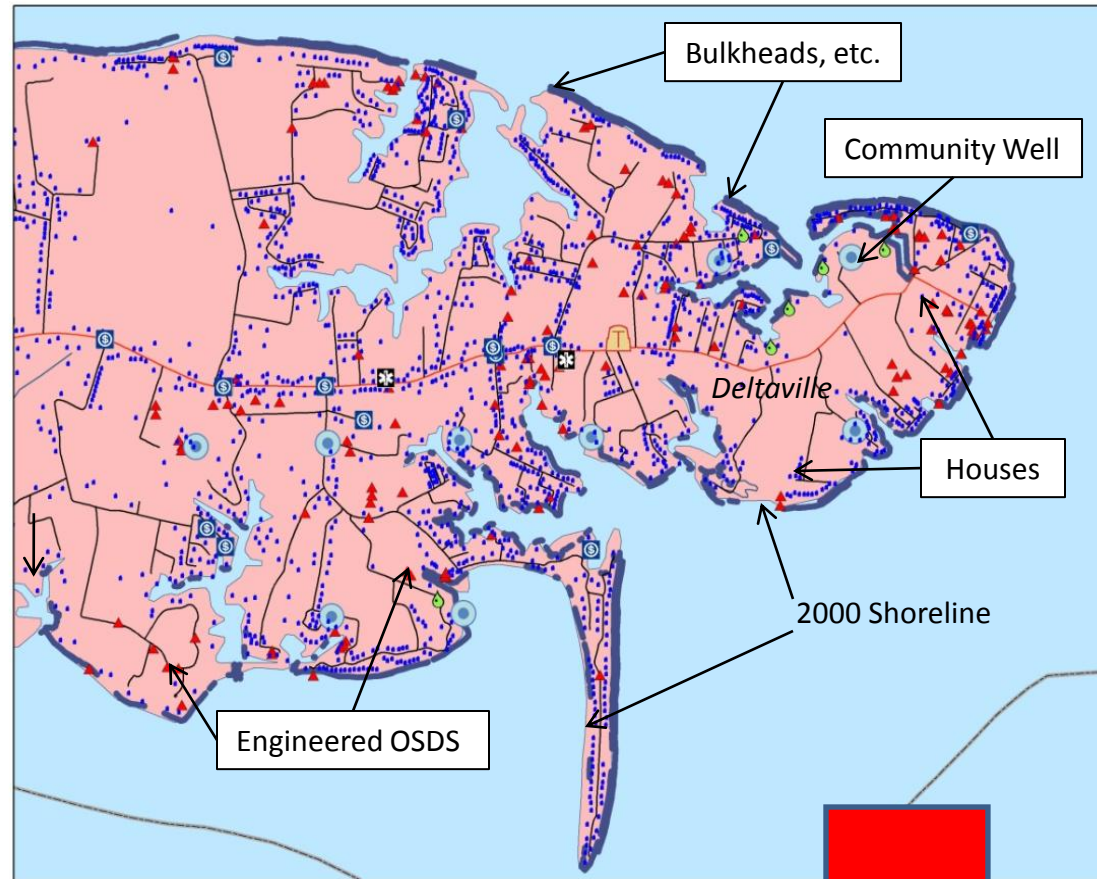 Bulkheads, etc.
Community Well
Deltaville
Houses
2000 Shoreline
Engineered OSDS